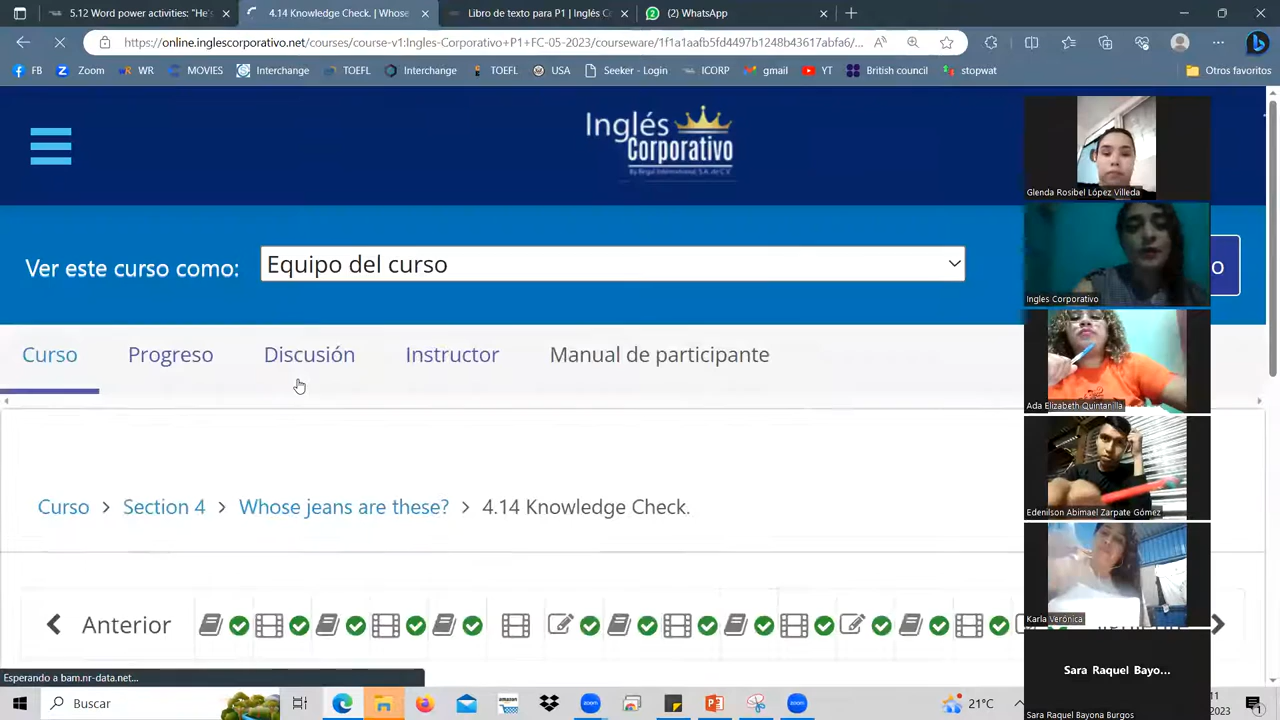 5.12 Word power activities "He's
4.14 Knowledge Check. | Whose
Libro de texto para P1 | Inglés C
(2) WhatsApp
https://online.inglescorporativo.net/courses/course-v1:Ingles-Corporativo+P1+FC-05-2023/courseware/1f1a1aafb5fd4497b1248b43617abfa6/...
FB
Zoom
WR
MOVIES
Interchange
TOEFL
Interchange
TOEFL
USA
Seeker - Login
ICORP
gmail
YT
British council
stopwat
Otros favoritos
Inglés
Corporativo
Ver este curso como:
Equipo del curso
o
Curso
Progreso
Discusión
Instructor
Manual de participante
Curso > Section 4 > Whose jeans are these? > 4.14 Knowledge Check.
Anterior
Glenda Rosibel López Villeda
Ingles Corporativo
Ada Elizabeth Quintanilla
Edenilson Abimael Zarpate Gómez
Karla Verónica
Sara Raquel Bayo...
Sara Raquel Bayona Burgos
Esperando a bam.nr-data.net...
Buscar
21°C
11
2023